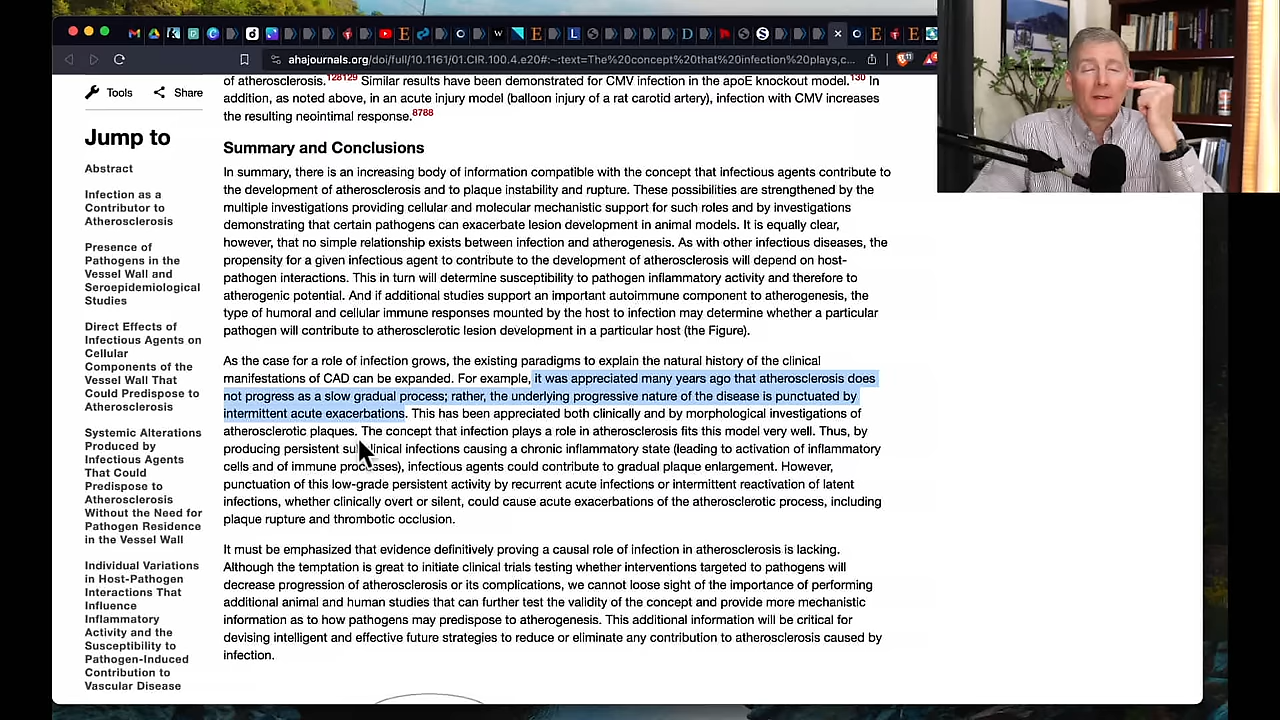 ahajournals.org/doi/full/10.1161/01.CIR.100.4.e20#:~:text=The%20concept%20that%20infection%20plays,c...
Tools
Share
Jump to
Abstract
Infection as a
Contributor to
Atherosclerosis
Presence of
Pathogens in the
Vessel Wall and
Seroepidemiological
Studies
Direct Effects of
Infectious Agents on
Cellular
Components of the
Vessel Wall That
Could Predispose to
Atherosclerosis
Systemic Alterations
Produced by
Infectious Agents
That Could
Predispose to
Atherosclerosis
Without the Need for
Pathogen Residence
in the Vessel Wall
Individual Variations
in Host-Pathogen
Interactions That
Influence
Inflammatory
Activity and the
Susceptibility to
Pathogen-Induced
Contribution to
Vascular Disease
of atherosclerosis.128129 Similar results have been demonstrated for CMV infection in the apoE knockout model.130 In
addition, as noted above, in an acute injury model (balloon injury of a rat carotid artery), infection with CMV increases
the resulting neointimal response.8788
Summary and Conclusions
In summary, there is an increasing body of information compatible with the concept that infectious agents contribute to
the development of atherosclerosis and to plaque instability and rupture. These possibilities are strengthened by the
multiple investigations providing cellular and molecular mechanistic support for such roles and by investigations
demonstrating that certain pathogens can exacerbate lesion development in animal models. It is equally clear,
however, that no simple relationship exists between infection and atherogenesis. As with other infectious diseases, the
propensity for a given infectious agent to contribute to the development of atherosclerosis will depend on host-
pathogen interactions. This in turn will determine susceptibility to pathogen inflammatory activity and therefore to
atherogenic potential. And if additional studies support an important autoimmune component to atherogenesis, the
type of humoral and cellular immune responses mounted by the host to infection may determine whether a particular
pathogen will contribute to atherosclerotic lesion development in a particular host (the Figure).
As the case for a role of infection grows, the existing paradigms to explain the natural history of the clinical
manifestations of CAD can be expanded. For example, it was appreciated many years ago that atherosclerosis does
not progress as a slow gradual process; rather, the underlying progressive nature of the disease is punctuated by
intermittent acute exacerbations. This has been appreciated both clinically and by morphological investigations of
atherosclerotic plaques. The concept that infection plays a role in atherosclerosis fits this model very well. Thus, by
producing persistent subclinical infections causing a chronic inflammatory state (leading to activation of inflammatory
cells and of immune processes), infectious agents could contribute to gradual plaque enlargement. However,
punctuation of this low-grade persistent activity by recurrent acute infections or intermittent reactivation of latent
infections, whether clinically overt or silent, could cause acute exacerbations of the atherosclerotic process, including
plaque rupture and thrombotic occlusion.
It must be emphasized that evidence definitively proving a causal role of infection in atherosclerosis is lacking.
Although the temptation is great to initiate clinical trials testing whether interventions targeted to pathogens will
decrease progression of atherosclerosis or its complications, we cannot loose sight of the importance of performing
additional animal and human studies that can further test the validity of the concept and provide more mechanistic
information as to how pathogens may predispose to atherogenesis. This additional information will be critical for
devising intelligent and effective future strategies to reduce or eliminate any contribution to atherosclerosis caused by
infection.